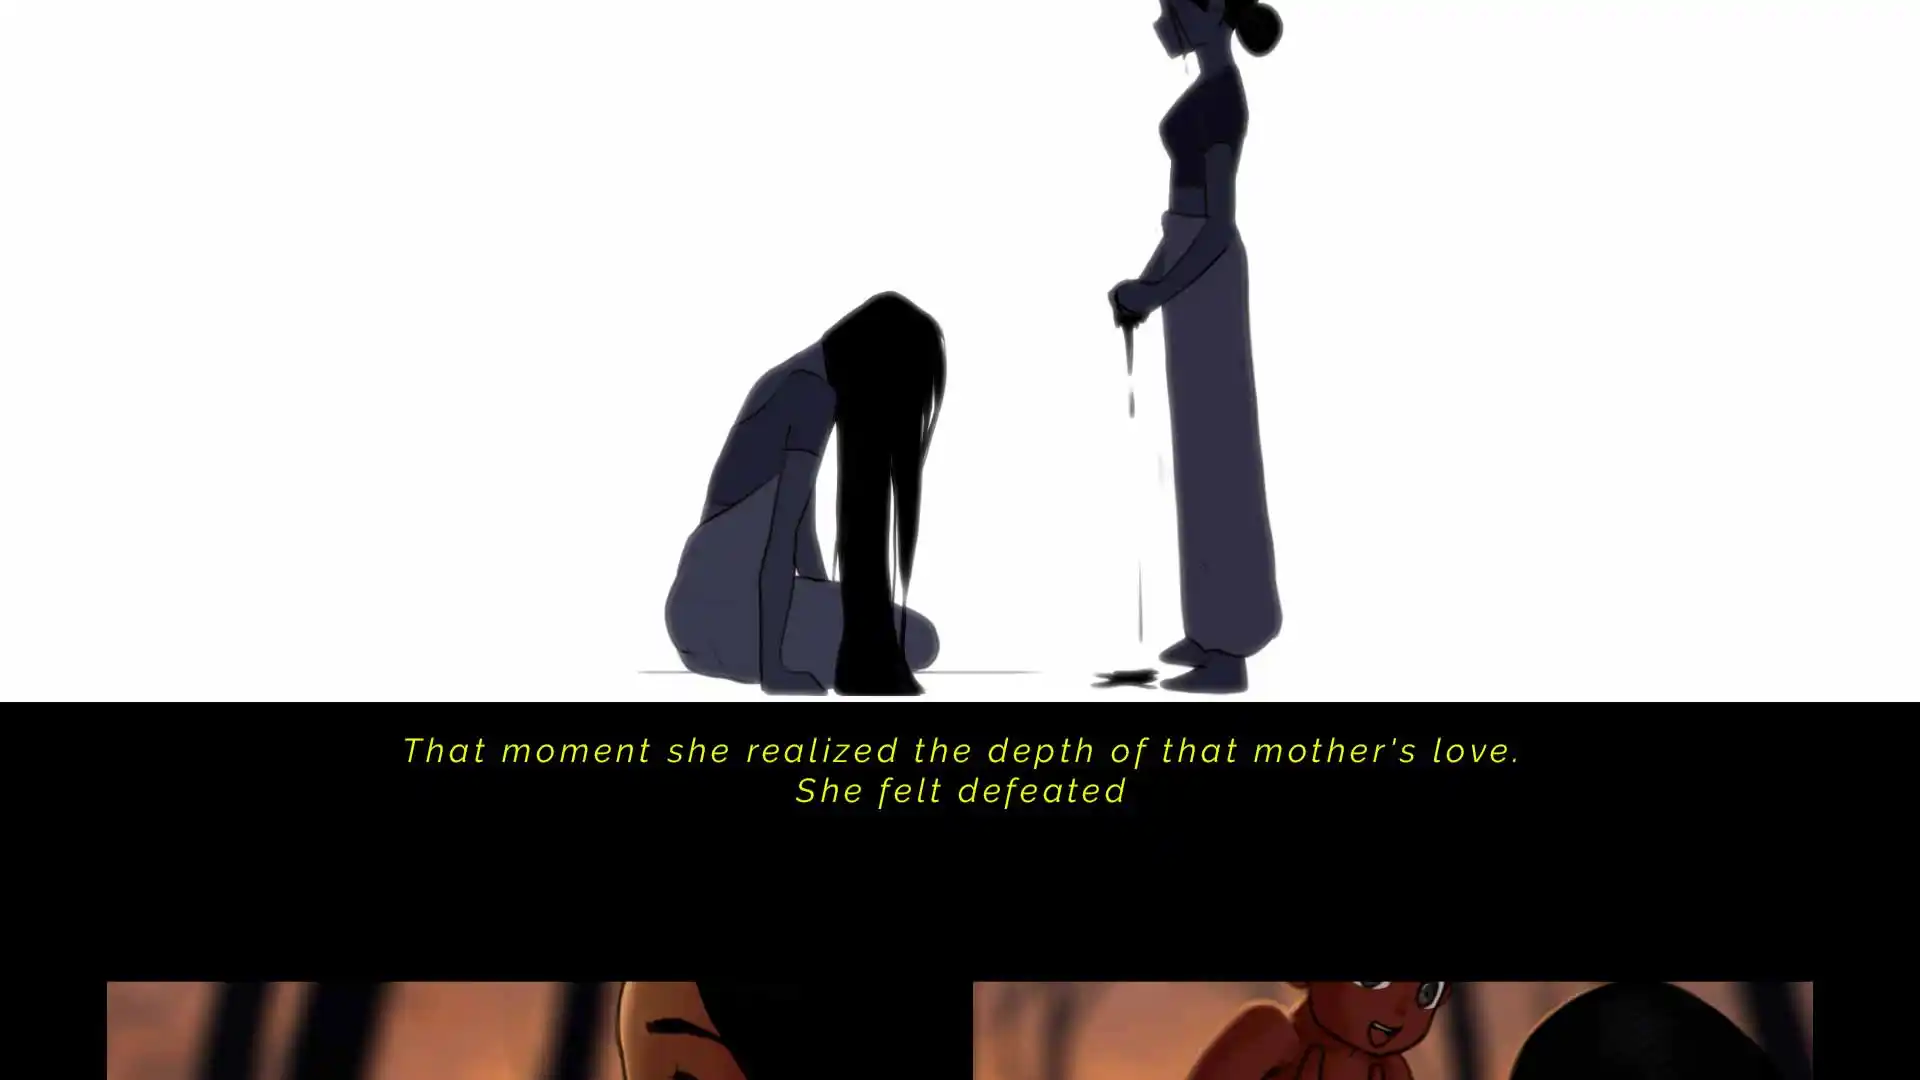 That moment she realized the depth of that mother's love.
She felt defeated